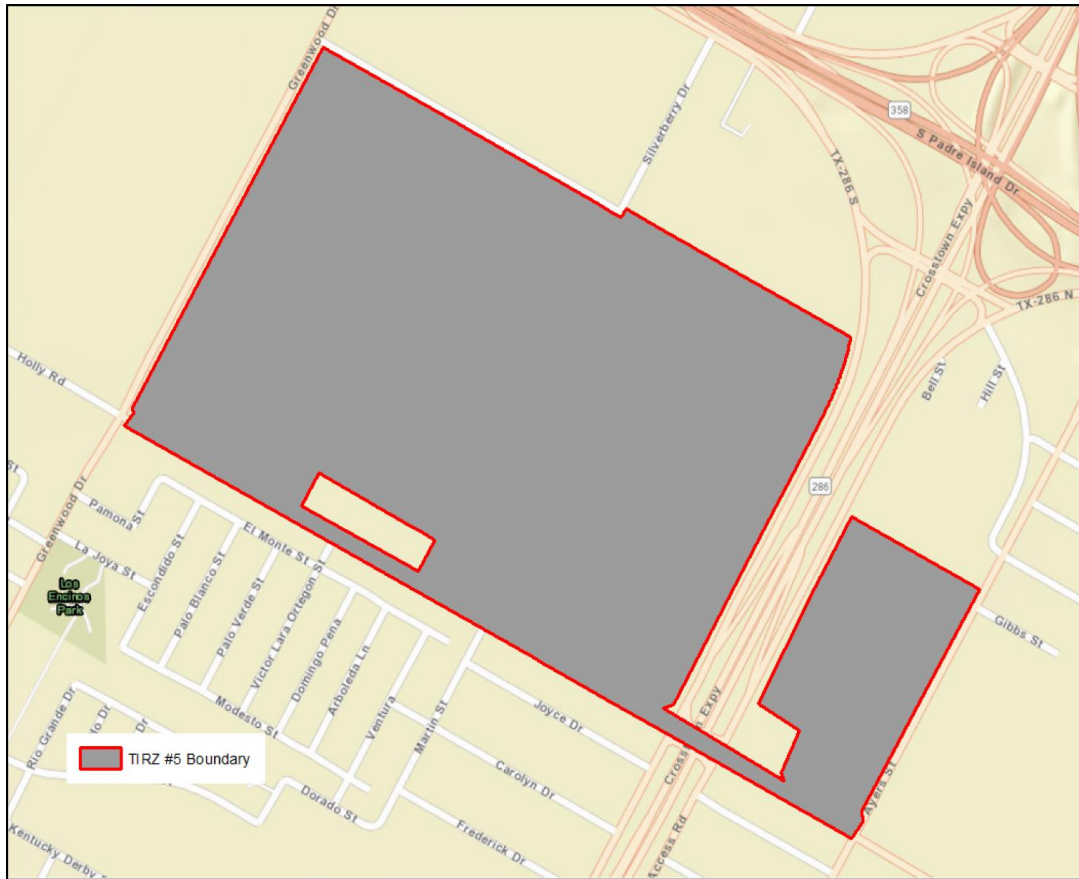 Greenwood Dr
Silverberry Dr
358
S Padre Island Dr
TX-286 S
Crosstown Expy
TX-286 N
Holly Rd
Bell St
Hill St
286
St
Pamona St
Greenwood Dr
La Joya St
El Monte St
Escondido St
Palo Blanco St
Palo Verde St
Victor Lara Ortegon St
Domingo Pena
Arboleda Ln
Ventura
Martin St
Los
Encinos
Park
Gibbs St
Modesto St
Joyce Dr
Crosstown Expy
Rio Grande Dr
Dr
TIRZ #5 Boundary
Carolyn Dr
Ayers St
Dorado St
Frederick Dr
Access Rd
Kentucky Derby